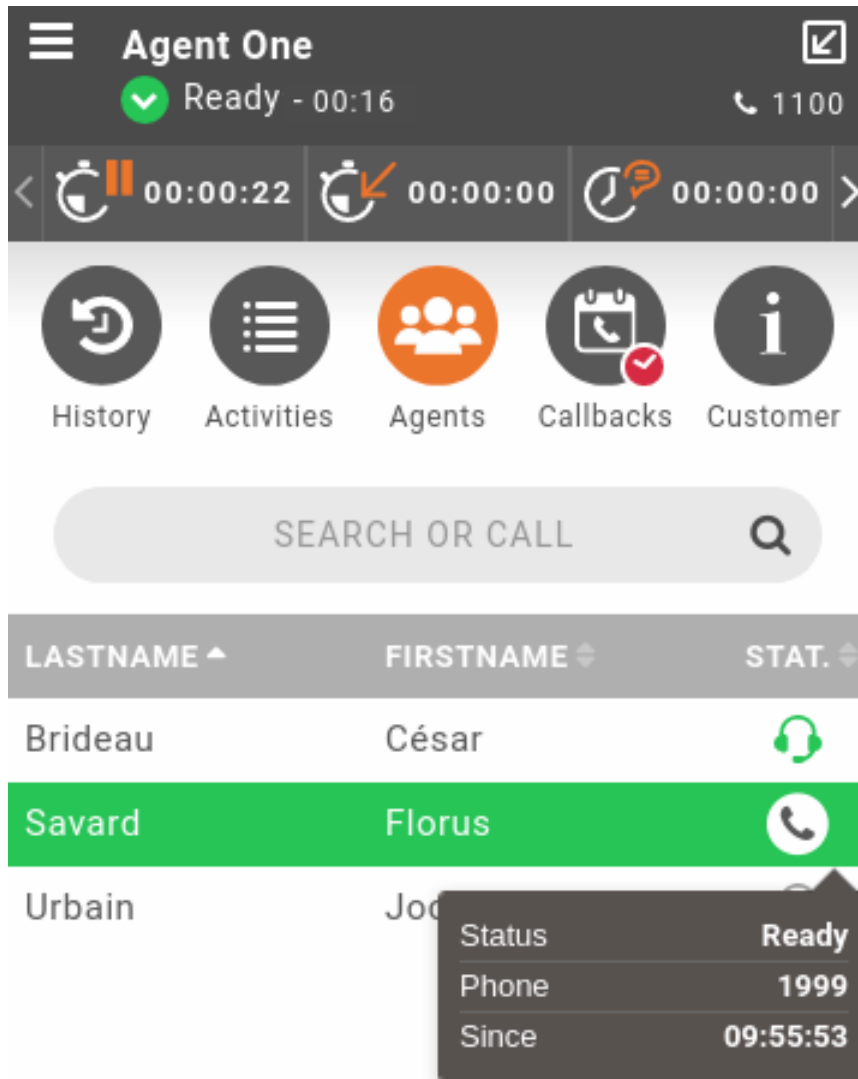 Agent One
Ready - 00:16
1100
00:00:22 00:00:00 00:00:00
History Activities Agents Callbacks Customer
SEARCH OR CALL
LASTNAME FIRSTNAME STAT.
Brideau César
Savard Florus
Urbain
Status Ready
Phone 1999
Since 09:55:53